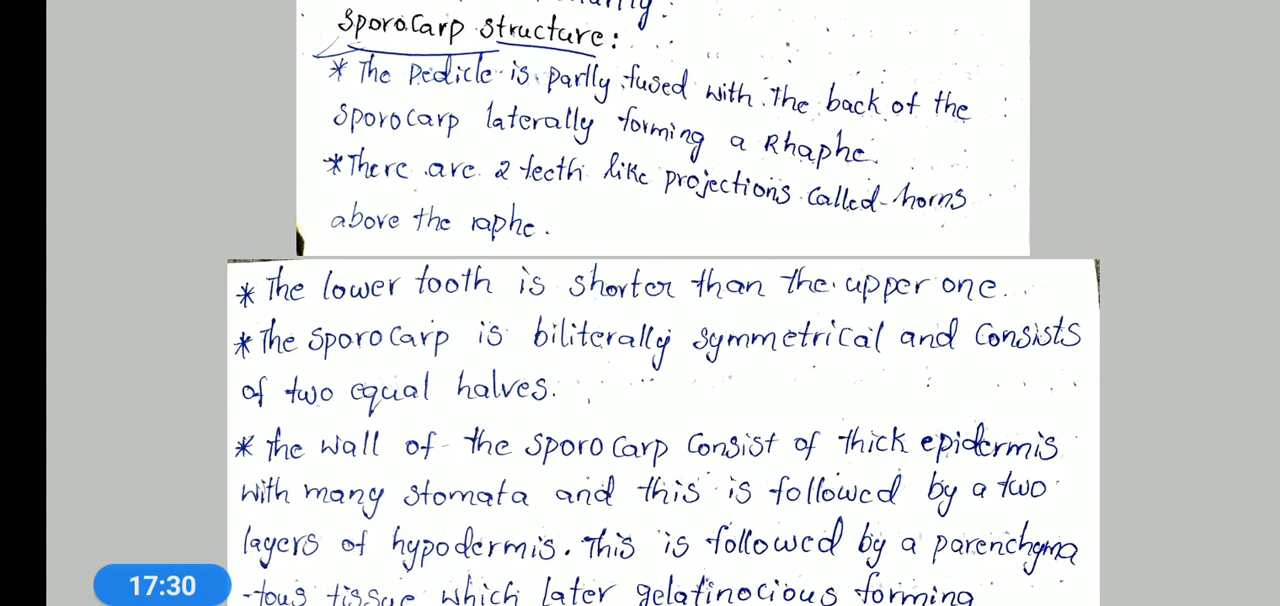 Sporocarp structure:
* The Pedicle is partly fused with the back of the
sporocarp laterally forming a Rhaphe.
* There are 2 teeth like projections called horns
above the raphe.
* The lower tooth is shorter than the upper one.
* The sporocarp is biliterally symmetrical and consists
of two equal halves.
* The wall of the sporocarp consist of thick epidermis
with many stomata and this is followed by a two
layers of hypodermis. This is followed by a parenchyma
-tous tissue which later gelatinocious forming
17:30